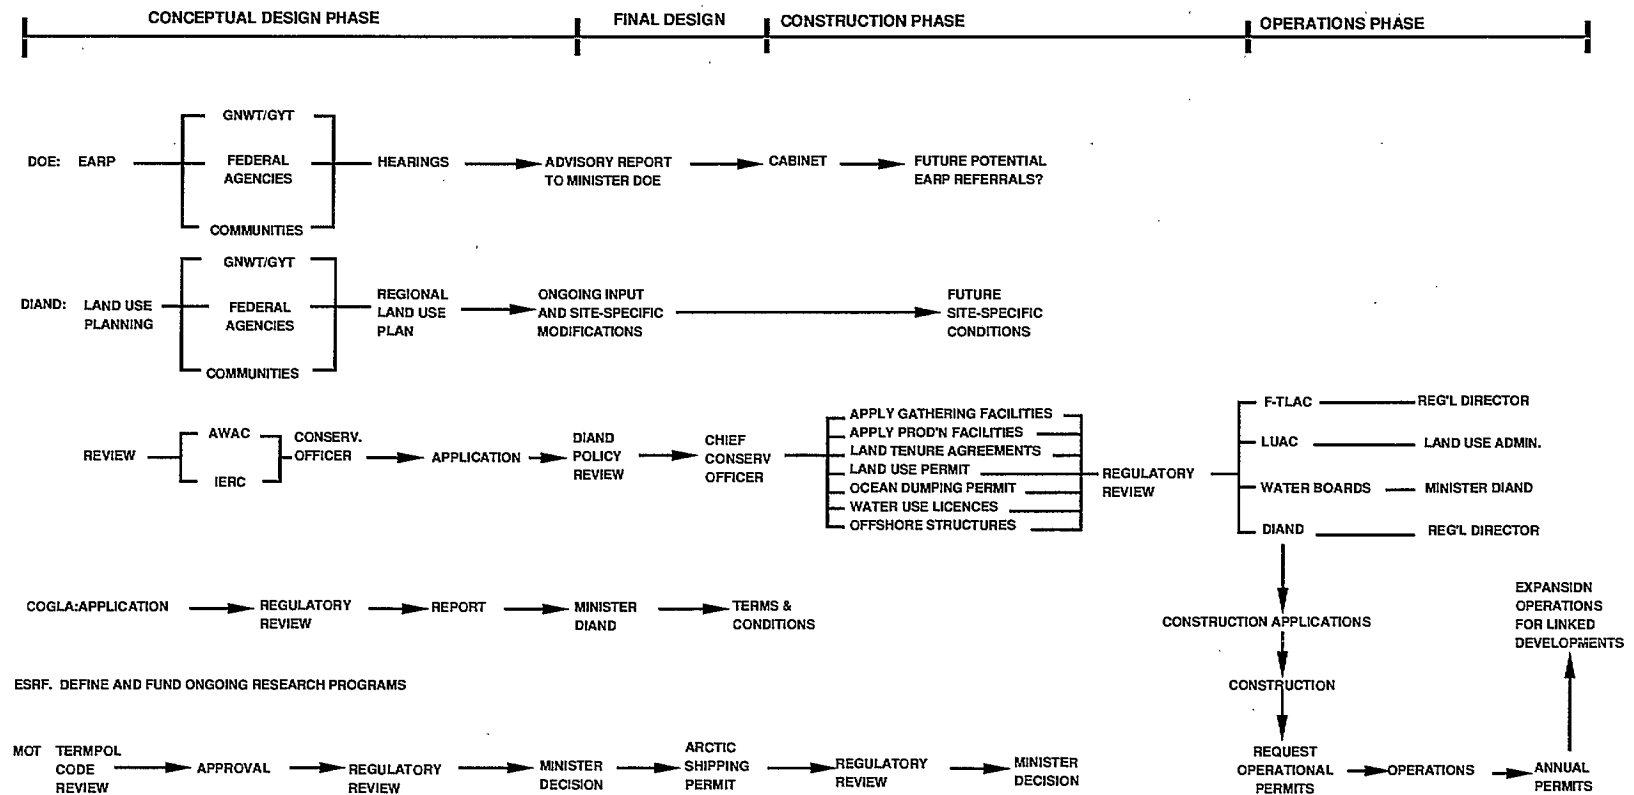 CONCEPTUAL DESIGN PHASE
FINAL DESIGN
CONSTRUCTION PHASE
OPERATIONS PHASE
DOE: EARP
GNWT/GYT
FEDERAL
AGENCIES
COMMUNITIES
HEARINGS
ADVISORY REPORT
TO MINISTER DOE
CABINET
FUTURE POTENTIAL
EARP REFERRALS?
DIAND: LAND USE
PLANNING
GNWT/GYT
FEDERAL
AGENCIES
COMMUNITIES
REGIONAL
LAND USE
PLAN
ONGOING INPUT
AND SITE-SPECIFIC
MODIFICATIONS
FUTURE
SITE-SPECIFIC
CONDITIONS
REVIEW
AWAC
IERC
CONSERV.
OFFICER
APPLICATION
DIAND
POLICY
REVIEW
CHIEF
CONSERV
OFFICER
APPLY GATHERING FACILITIES
APPLY PROD'N FACILITIES
LAND TENURE AGREEMENTS
LAND USE PERMIT
OCEAN DUMPING PERMIT
WATER USE LICENCES
OFFSHORE STRUCTURES
REGULATORY
REVIEW
F-TLAC
REG'L DIRECTOR
LUAC
LAND USE ADMIN.
WATER BOARDS
MINISTER DIAND
DIAND
REG'L DIRECTOR
COGLA:APPLICATION
REGULATORY
REVIEW
REPORT
MINISTER
DIAND
TERMS &
CONDITIONS
CONSTRUCTION APPLICATIONS
EXPANSIDN
OPERATIONS
FOR LINKED
DEVELOPMENTS
ESRF. DEFINE AND FUND ONGOING RESEARCH PROGRAMS
CONSTRUCTION
MOT TERMPOL
CODE
REVIEW
APPROVAL
REGULATORY
REVIEW
MINISTER
DECISION
ARCTIC
SHIPPING
PERMIT
REGULATORY
REVIEW
MINISTER
DECISION
REQUEST
OPERATIONAL
PERMITS
OPERATIONS
ANNUAL
PERMITS